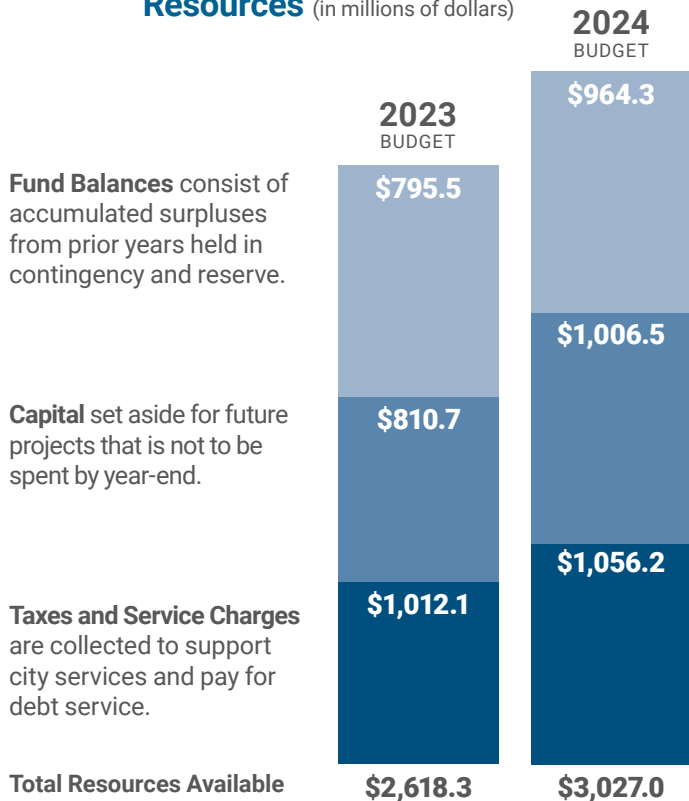 Resources (in millions of dollars)
2024
BUDGET
2023
BUDGET
$964.3
$795.5
Fund Balances consist of
accumulated surpluses
from prior years held in
contingency and reserve.
$1,006.5
$810.7
Capital set aside for future
projects that is not to be
spent by year-end.
$1,056.2
$1,012.1
Taxes and Service Charges
are collected to support
city services and pay for
debt service.
Total Resources Available $2,618.3 $3,027.0